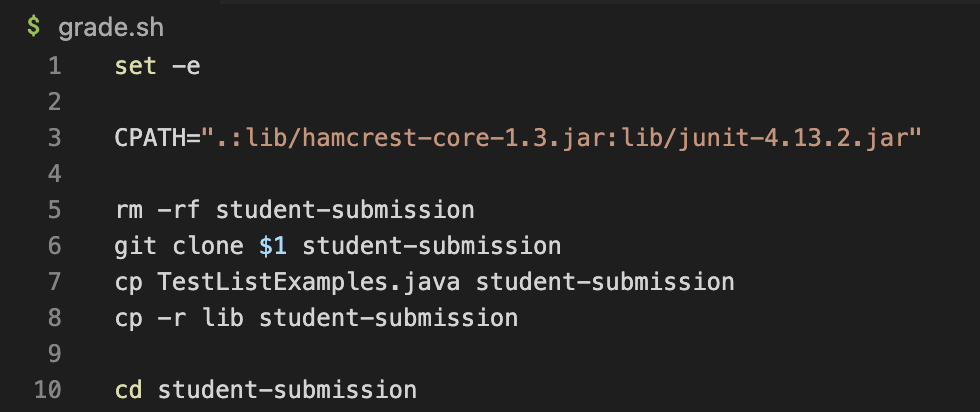 $ grade.sh
1 set -e
2
3 CPATH=".:lib/hamcrest-core-1.3.jar:lib/junit-4.13.2.jar"
4
5 rm -rf student-submission
6 git clone $1 student-submission
7 cp TestListExamples.java student-submission
8 cp -r lib student-submission
9
10 cd student-submission